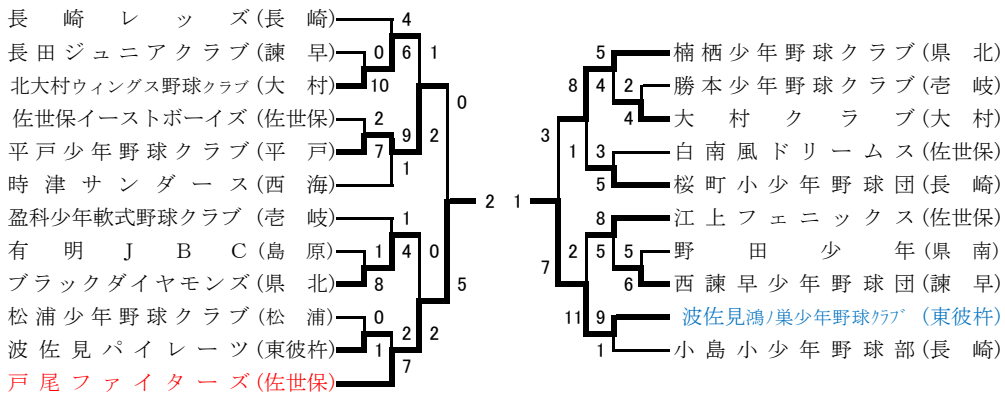 長崎レッズ(長崎)
長田ジュニアクラブ(諫早)
北大村ウィングス野球クラブ(大村)
佐世保イーストボーイズ(佐世保)
平戸少年野球クラブ(平戸)
時津サンダース(西海)
盈科少年軟式野球クラブ(壱岐)
有明JBC(島原)
ブラックダイヤモンズ(県北)
松浦少年野球クラブ(松浦)
波佐見パイレーツ(東彼杵)
戸尾ファイターズ(佐世保)
4
0
6
1
10
0
2
9
2
7
1
1
1
4
0
8
5
0
2
2
1
7
2
1
5
8
4
2
4
3
1
3
5
8
2
5
5
6
7
11
9
1
楠栖少年野球クラブ(県北)
勝本少年野球クラブ(壱岐)
大村クラブ(大村)
白南風ドリームス(佐世保)
桜町小少年野球団(長崎)
江上フェニックス(佐世保)
野田少年(県南)
西諫早少年野球団(諫早)
波佐見鴻ノ巣少年野球クラブ(東彼杵)
小島小少年野球部(長崎)